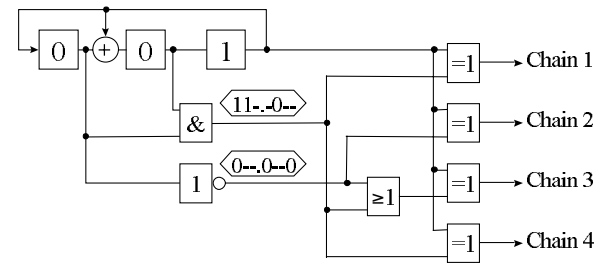 0 + 0 1
=1 Chain 1
11-.-0--
&
=1 Chain 2
0--.0--0
1
≥1
=1 Chain 3
=1 Chain 4